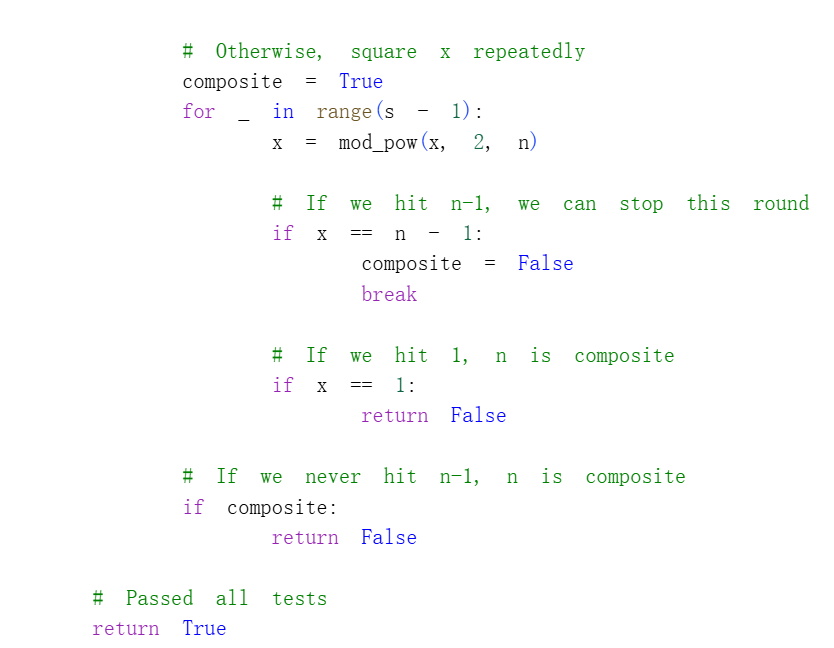 # Otherwise, square x repeatedly
composite = True
for _ in range(s - 1):
x = mod_pow(x, 2, n)
# If we hit n-1, we can stop this round
if x == n - 1:
composite = False
break
# If we hit 1, n is composite
if x == 1:
return False
# If we never hit n-1, n is composite
if composite:
return False
# Passed all tests
return True